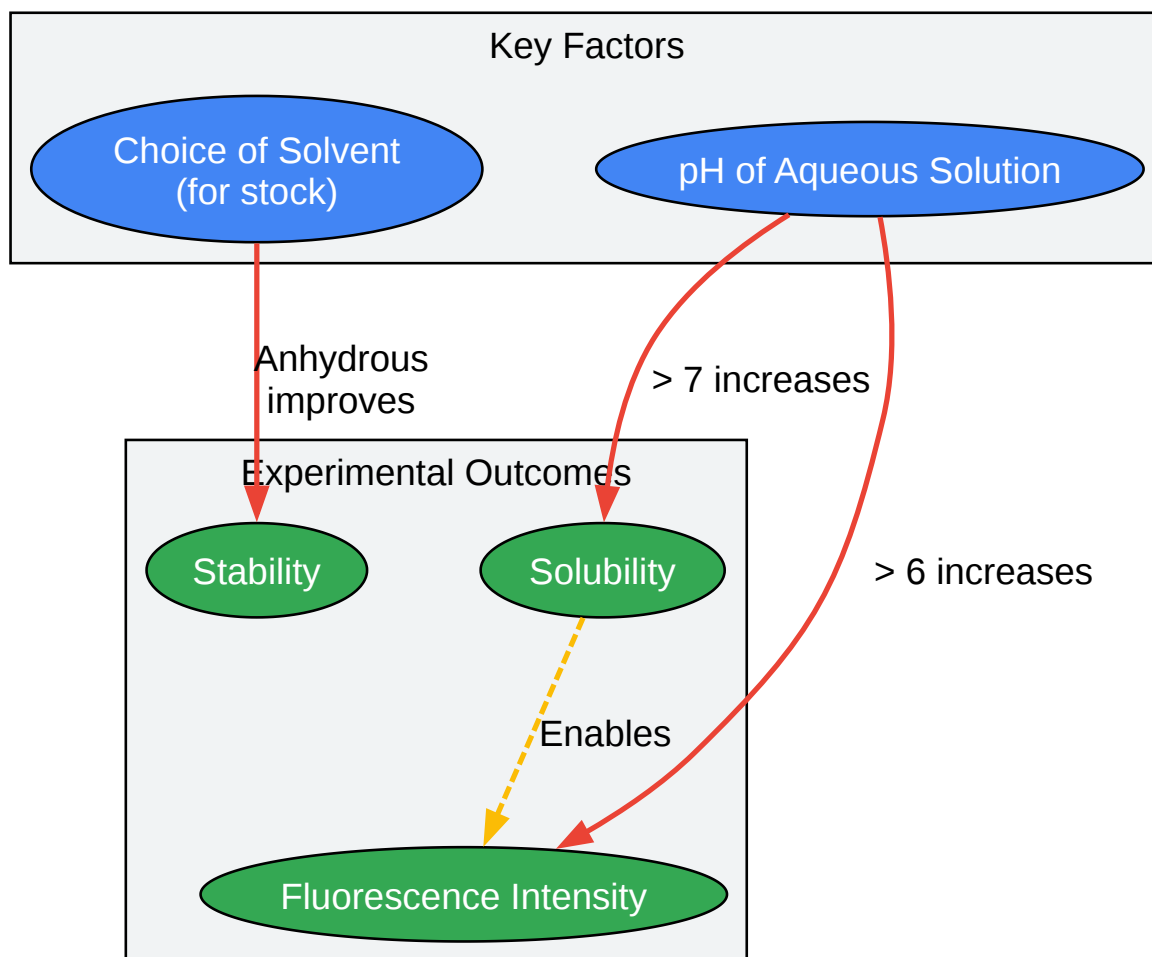 Key Factors
Choice of Solvent
(for stock)
pH of Aqueous Solution
Anhydrous
improves
> 7 increases
Experimental Outcomes
Stability
Solubility
> 6 increases
Enables
Fluorescence Intensity